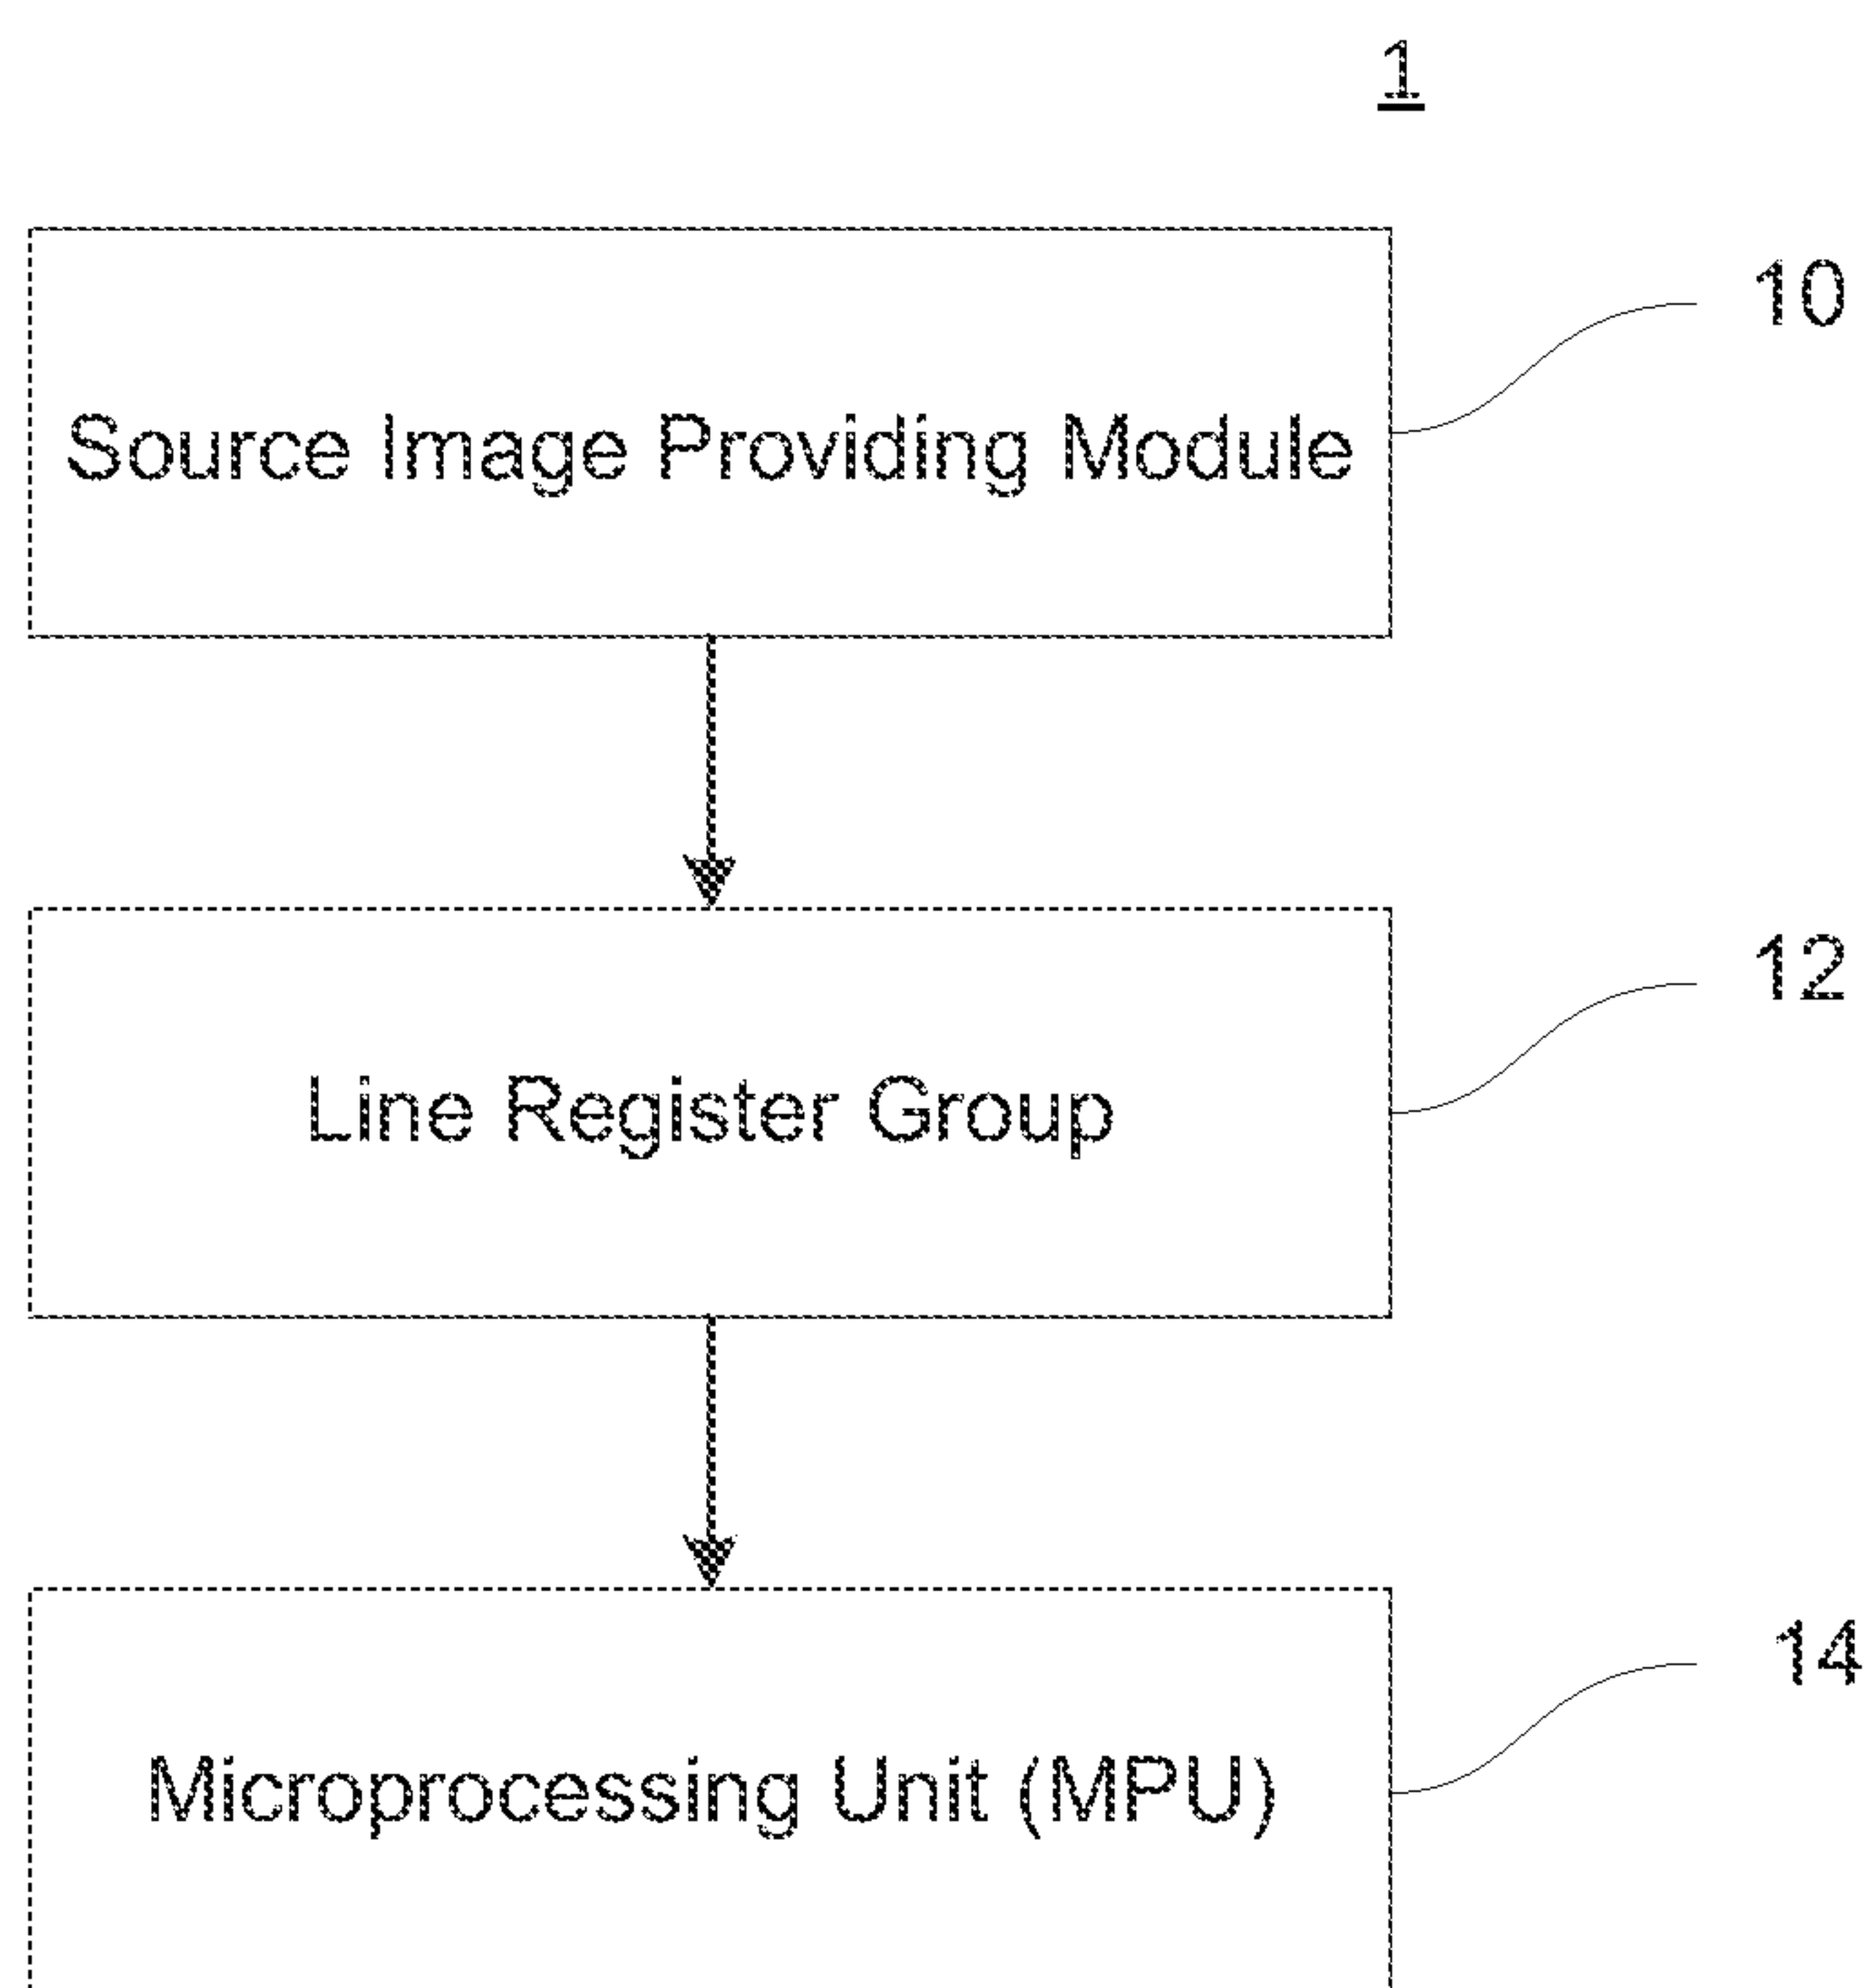 1
10
Source Image Providing Module
12
Line Register Group
14
Microprocessing Unit (MPU)